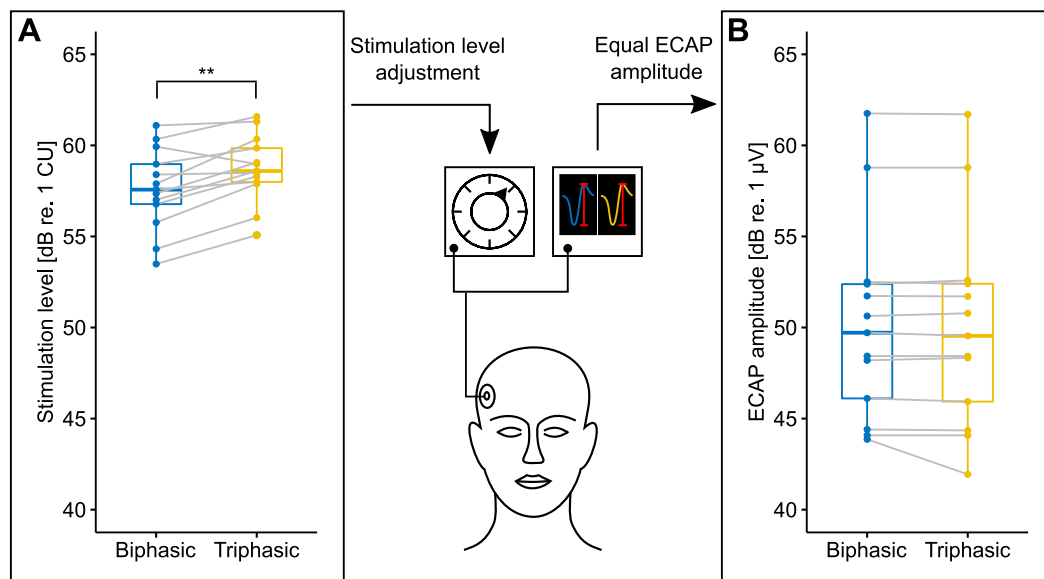 A
Stimulation level [dB re. 1 CU]
65
60
55
50
45
40
**
Biphasic
Triphasic
Stimulation level
adjustment
Equal ECAP
amplitude
B
ECAP amplitude [dB re. 1 µV]
65
60
55
50
45
40
Biphasic
Triphasic